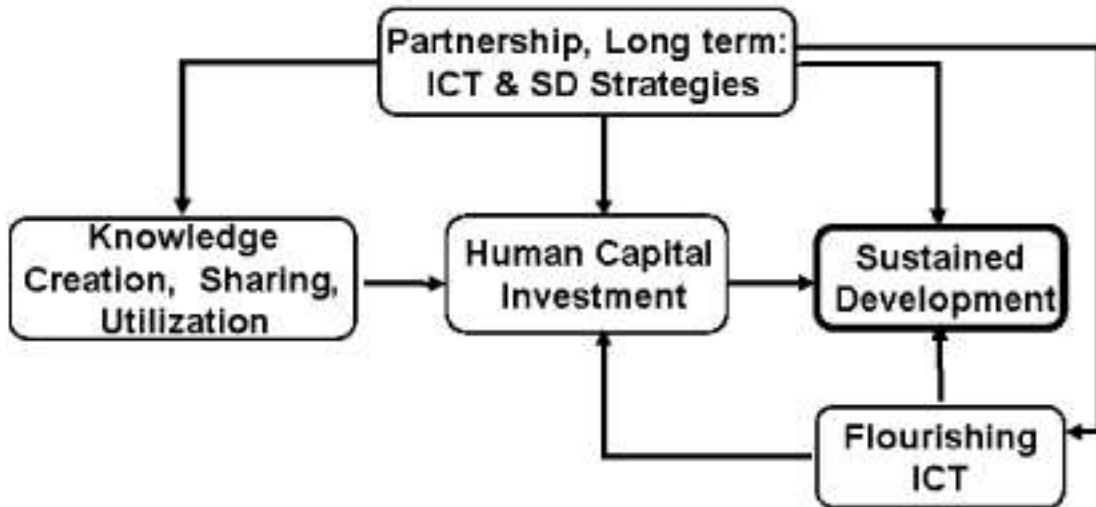 Partnership, Long term:
ICT & SD Strategies
Knowledge
Creation, Sharing,
Utilization
Human Capital
Investment
Sustained
Development
Flourishing
ICT